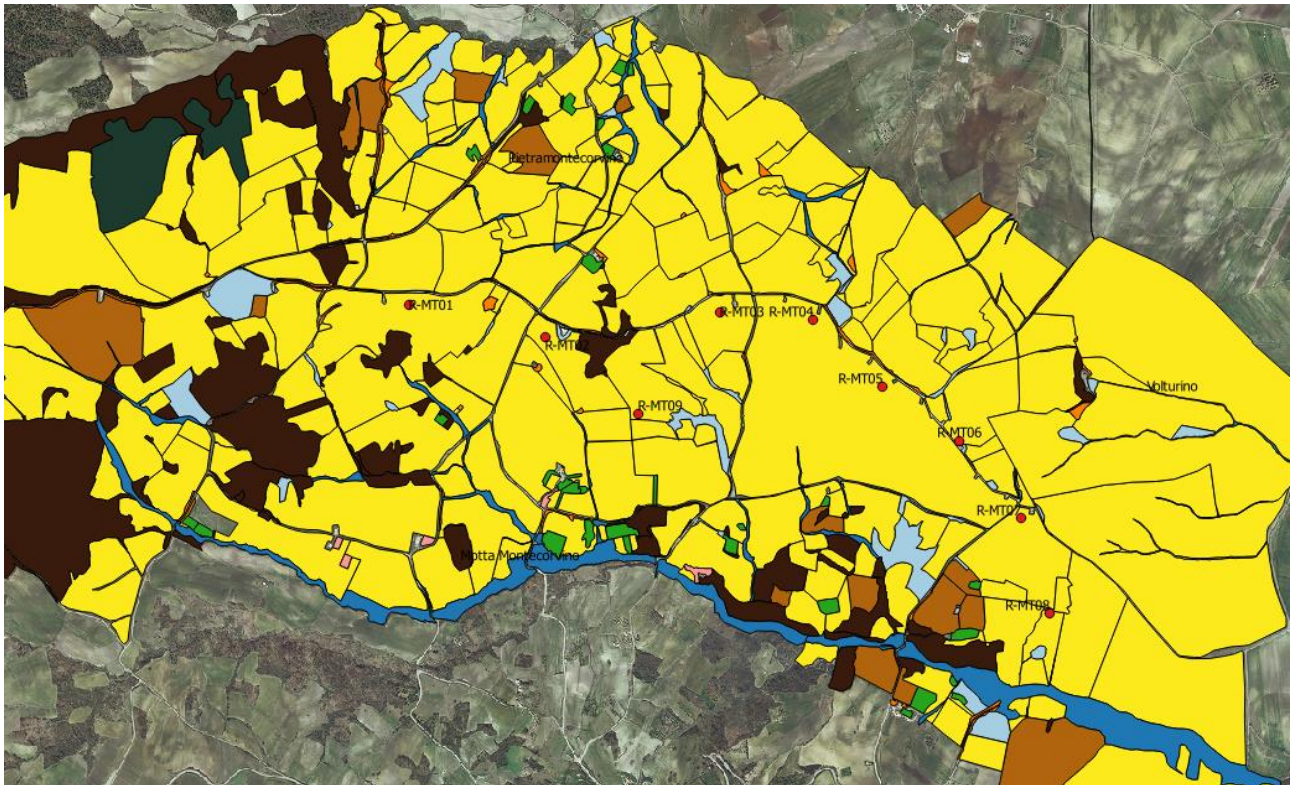 Pietramontecorvino
R-MT01
R-MT03
R-MT04
R-MT02
R-MT05
Volturino
R-MT09
R-MT06
R-MT07
Motta Montecorvino
R-MT08